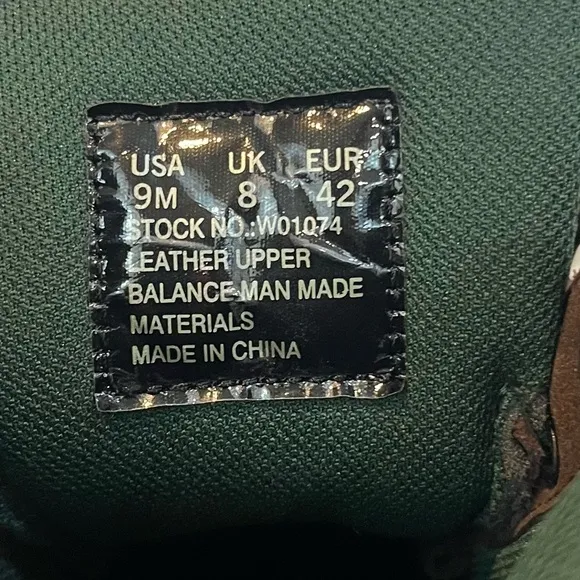 USA UK EUR
9M 8 42
STOCK NO.:W01074
LEATHER UPPER
BALANCE MAN MADE
MATERIALS
MADE IN CHINA